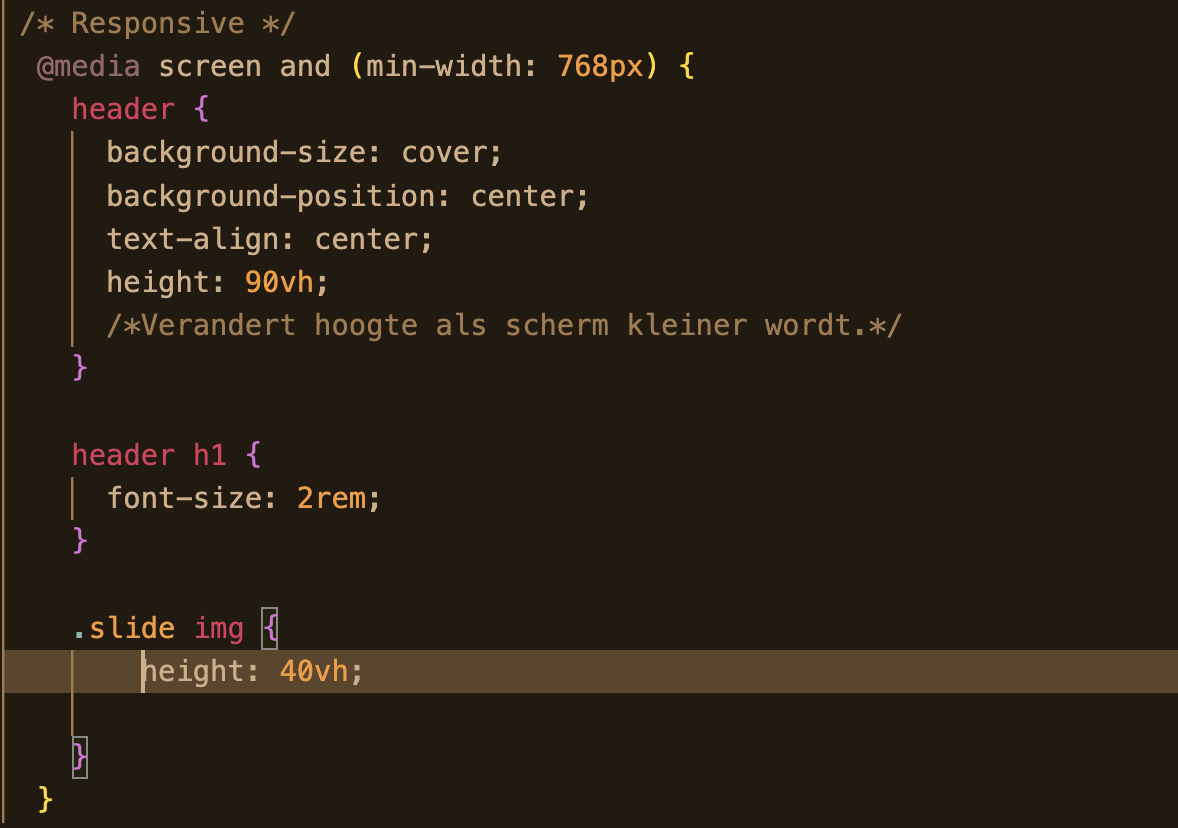 /* Responsive */
@media screen and (min-width: 768px) {
header {
background-size: cover;
background-position: center;
text-align: center;
height: 90vh;
/*Verandert hoogte als scherm kleiner wordt.*/
}
header h1 {
font-size: 2rem;
}
.slide img {
height: 40vh;
}
}